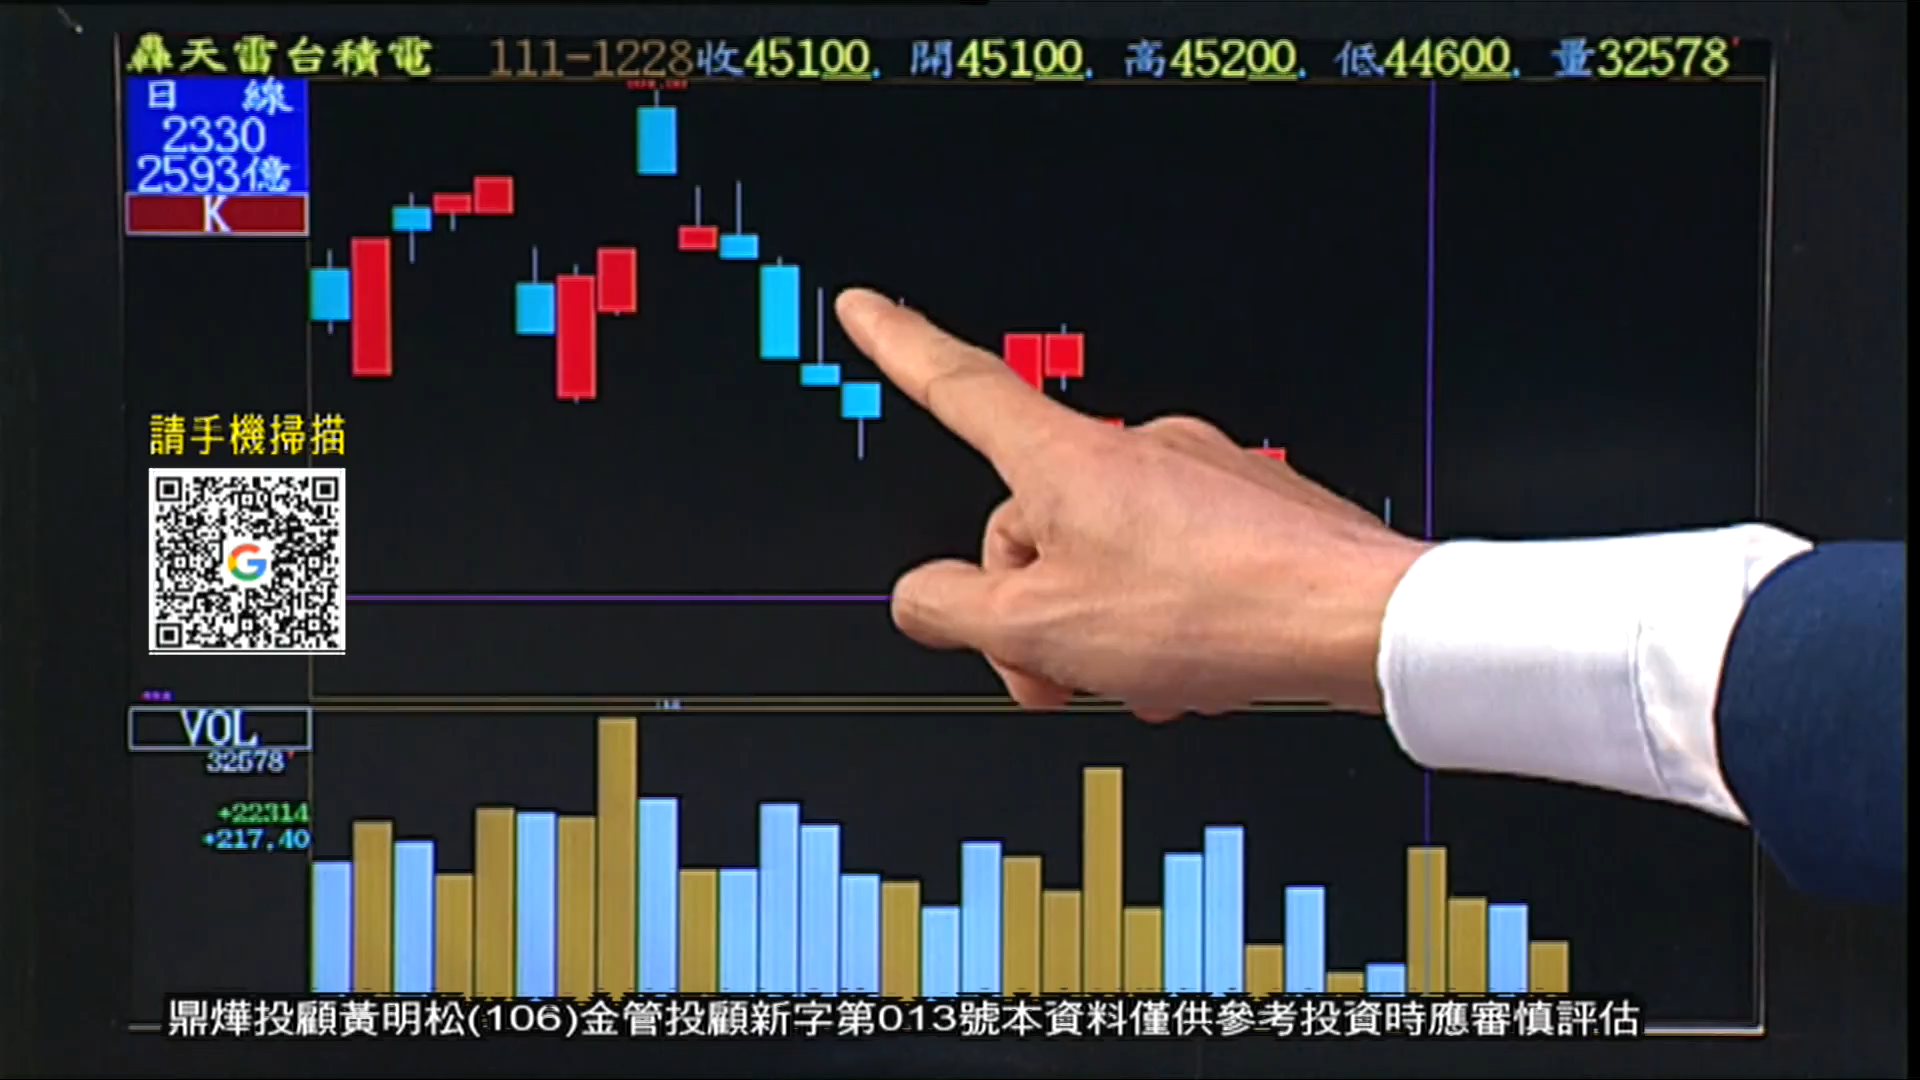 轟天雷台積電 111-1228收45100. 開45100. 高45200. 低44600. 量32578
日 線
2330
2593億
K
請手機掃描
VOL
32578
+22314
+217.40
鼎燁投顧黃明松(106)金管投顧新字第013號本資料僅供參考投資時應審慎評估